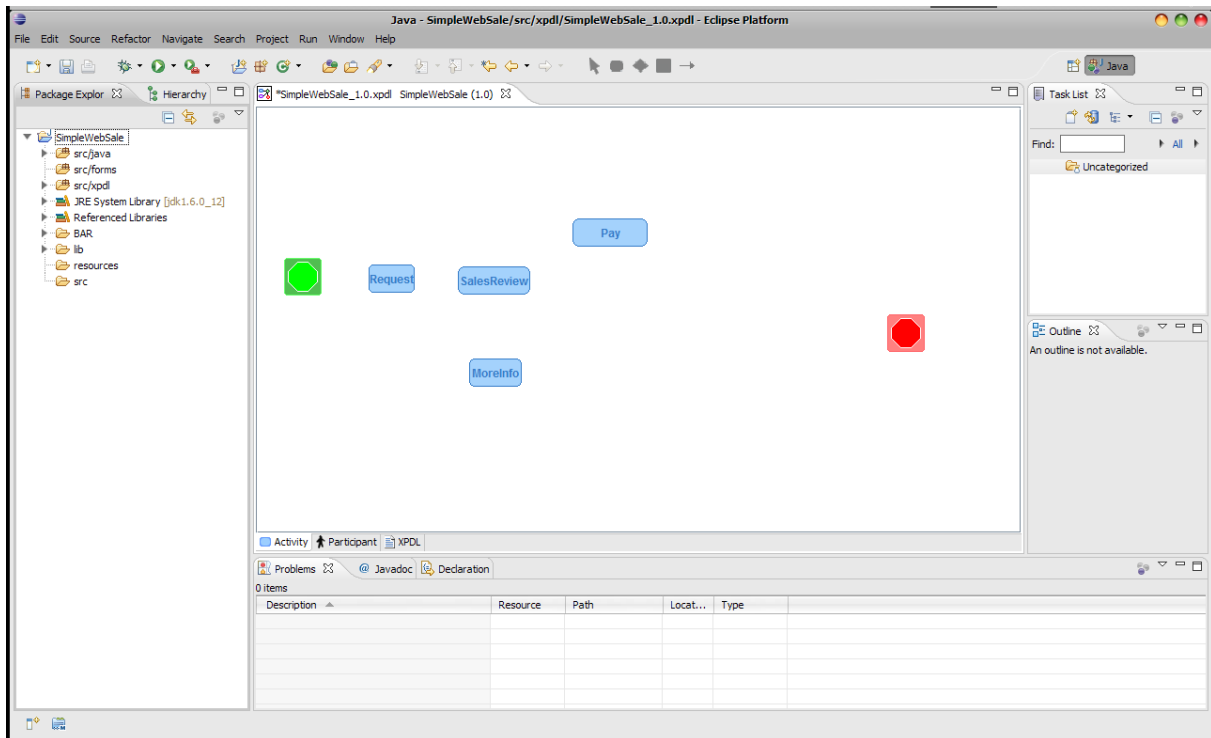 Java - SimpleWebSale/src/xpdl/SimpleWebSale_1.0.xpdl - Eclipse Platform
File Edit Source Refactor Navigate Search Project Run Window Help
Java
Package Explor Hierarchy
SimpleWebSale
src/java
src/forms
src/xpdl
JRE System Library [jdk1.6.0_12]
Referenced Libraries
BAR
lib
resources
src
*SimpleWebSale_1.0.xpdl SimpleWebSale (1.0)
Pay
Request
SalesReview
MoreInfo
Activity Participant XPDL
Task List
Find: All
Uncategorized
Outline
An outline is not available.
Problems @ Javadoc Declaration
0 items
Description Resource Path Locat... Type